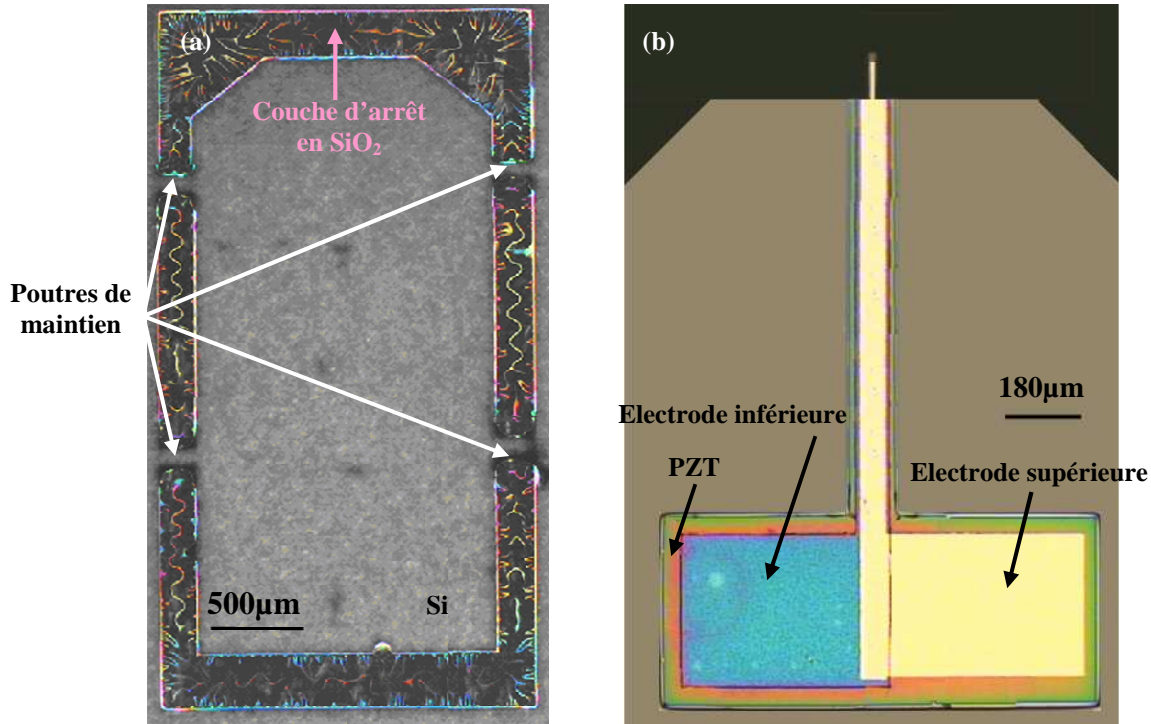 (a)
(b)
Couche d'arrêt
en SiO₂
Poutres de
maintien
500µm
Si
180µm
Electrode inférieure
PZT
Electrode supérieure